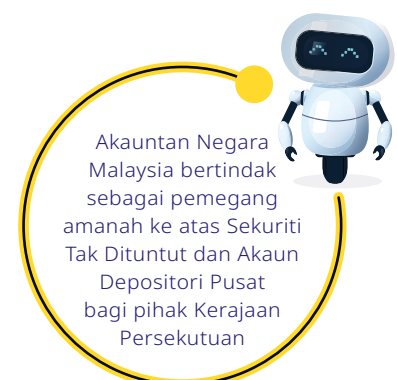 Akauntan Negara
Malaysia bertindak
sebagai pemegang
amanah ke atas Sekuriti
Tak Dituntut dan Akaun
Depositori Pusat
bagi pihak Kerajaan
Persekutuan